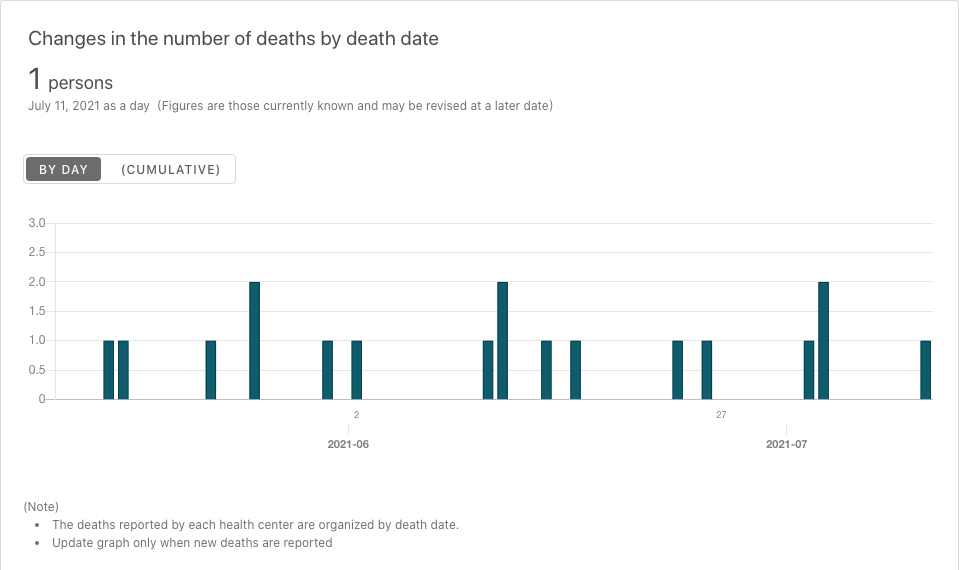 Changes in the number of deaths by death date
1 persons
July 11, 2021 as a day (Figures are those currently known and may be revised at a later date)
BY DAY (CUMULATIVE)
3.0
2.5
2.0
1.5
1.0
0.5
0
2 27
2021-06 2021-07
(Note)
• The deaths reported by each health center are organized by death date.
• Update graph only when new deaths are reported